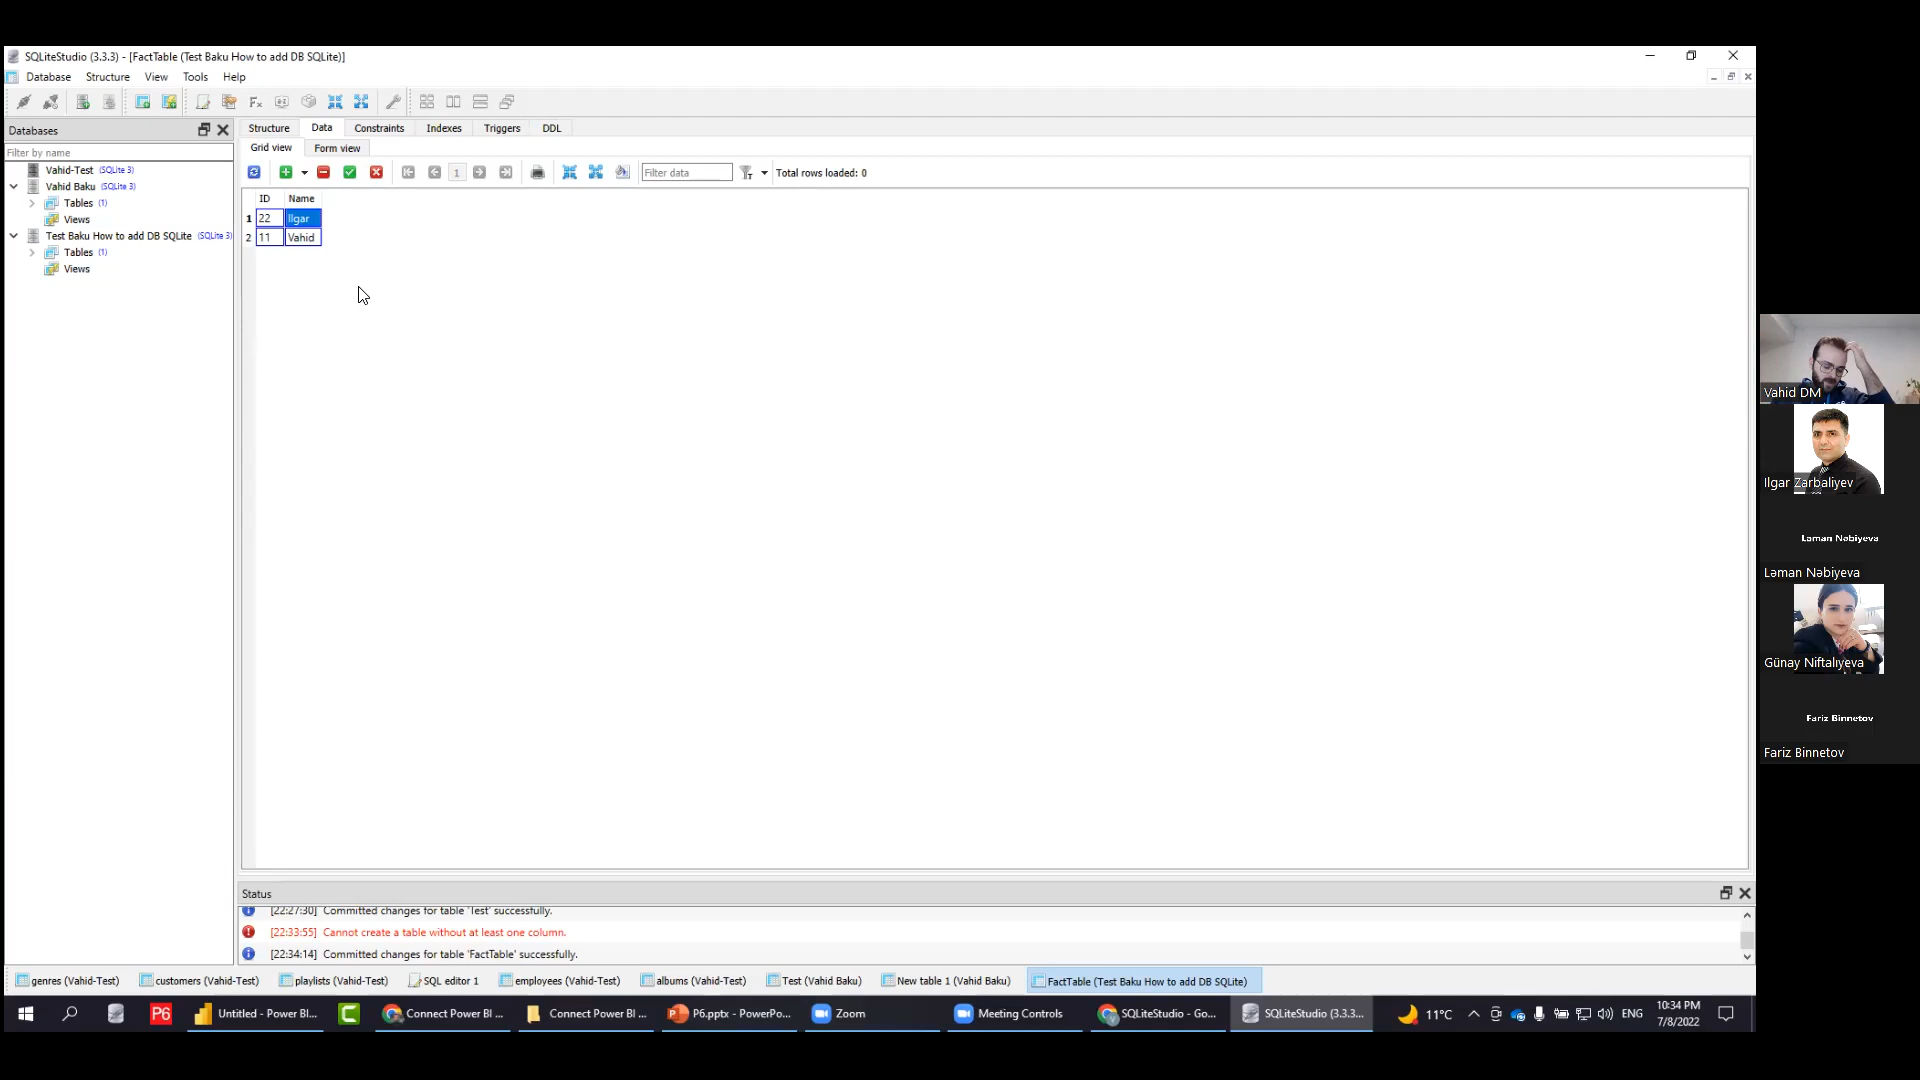 SQLiteStudio (3.3.3) - [FactTable (Test Baku How to add DB SQLite)]
Database Structure View Tools Help
Databases
Filter by name
Vahid-Test (SQLite 3)
Vahid Baku (SQLite 3)
Tables (1)
Views
Test Baku How to add DB SQLite (SQLite 3)
Tables (1)
Views
Structure Data Constraints Indexes Triggers DDL
Grid view Form view
1 Filter data Total rows loaded: 0
ID Name
1 22 Ilgar
2 11 Vahid
Status
[22:27:30] Committed changes for table 'Test' successfully.
[22:33:55] Cannot create a table without at least one column.
[22:34:14] Committed changes for table 'FactTable' successfully.
genres (Vahid-Test) customers (Vahid-Test) playlists (Vahid-Test) SQL editor 1 employees (Vahid-Test) albums (Vahid-Test) Test (Vahid Baku) New table 1 (Vahid Baku) FactTable (Test Baku How to add DB SQLite)
P6 Untitled - Power BI... C Connect Power BI ... Connect Power BI ... P6.pptx - PowerPo... Zoom Meeting Controls SQLiteStudio - Go... SQLiteStudio (3.3.3... 11°C ENG 10:34 PM
7/8/2022
Vahid DM
Ilgar Zarbaliyev
Ləman Nəbiyeva
Ləman Nəbiyeva
Günay Niftalıyeva
Fariz Binnetov
Fariz Binnetov